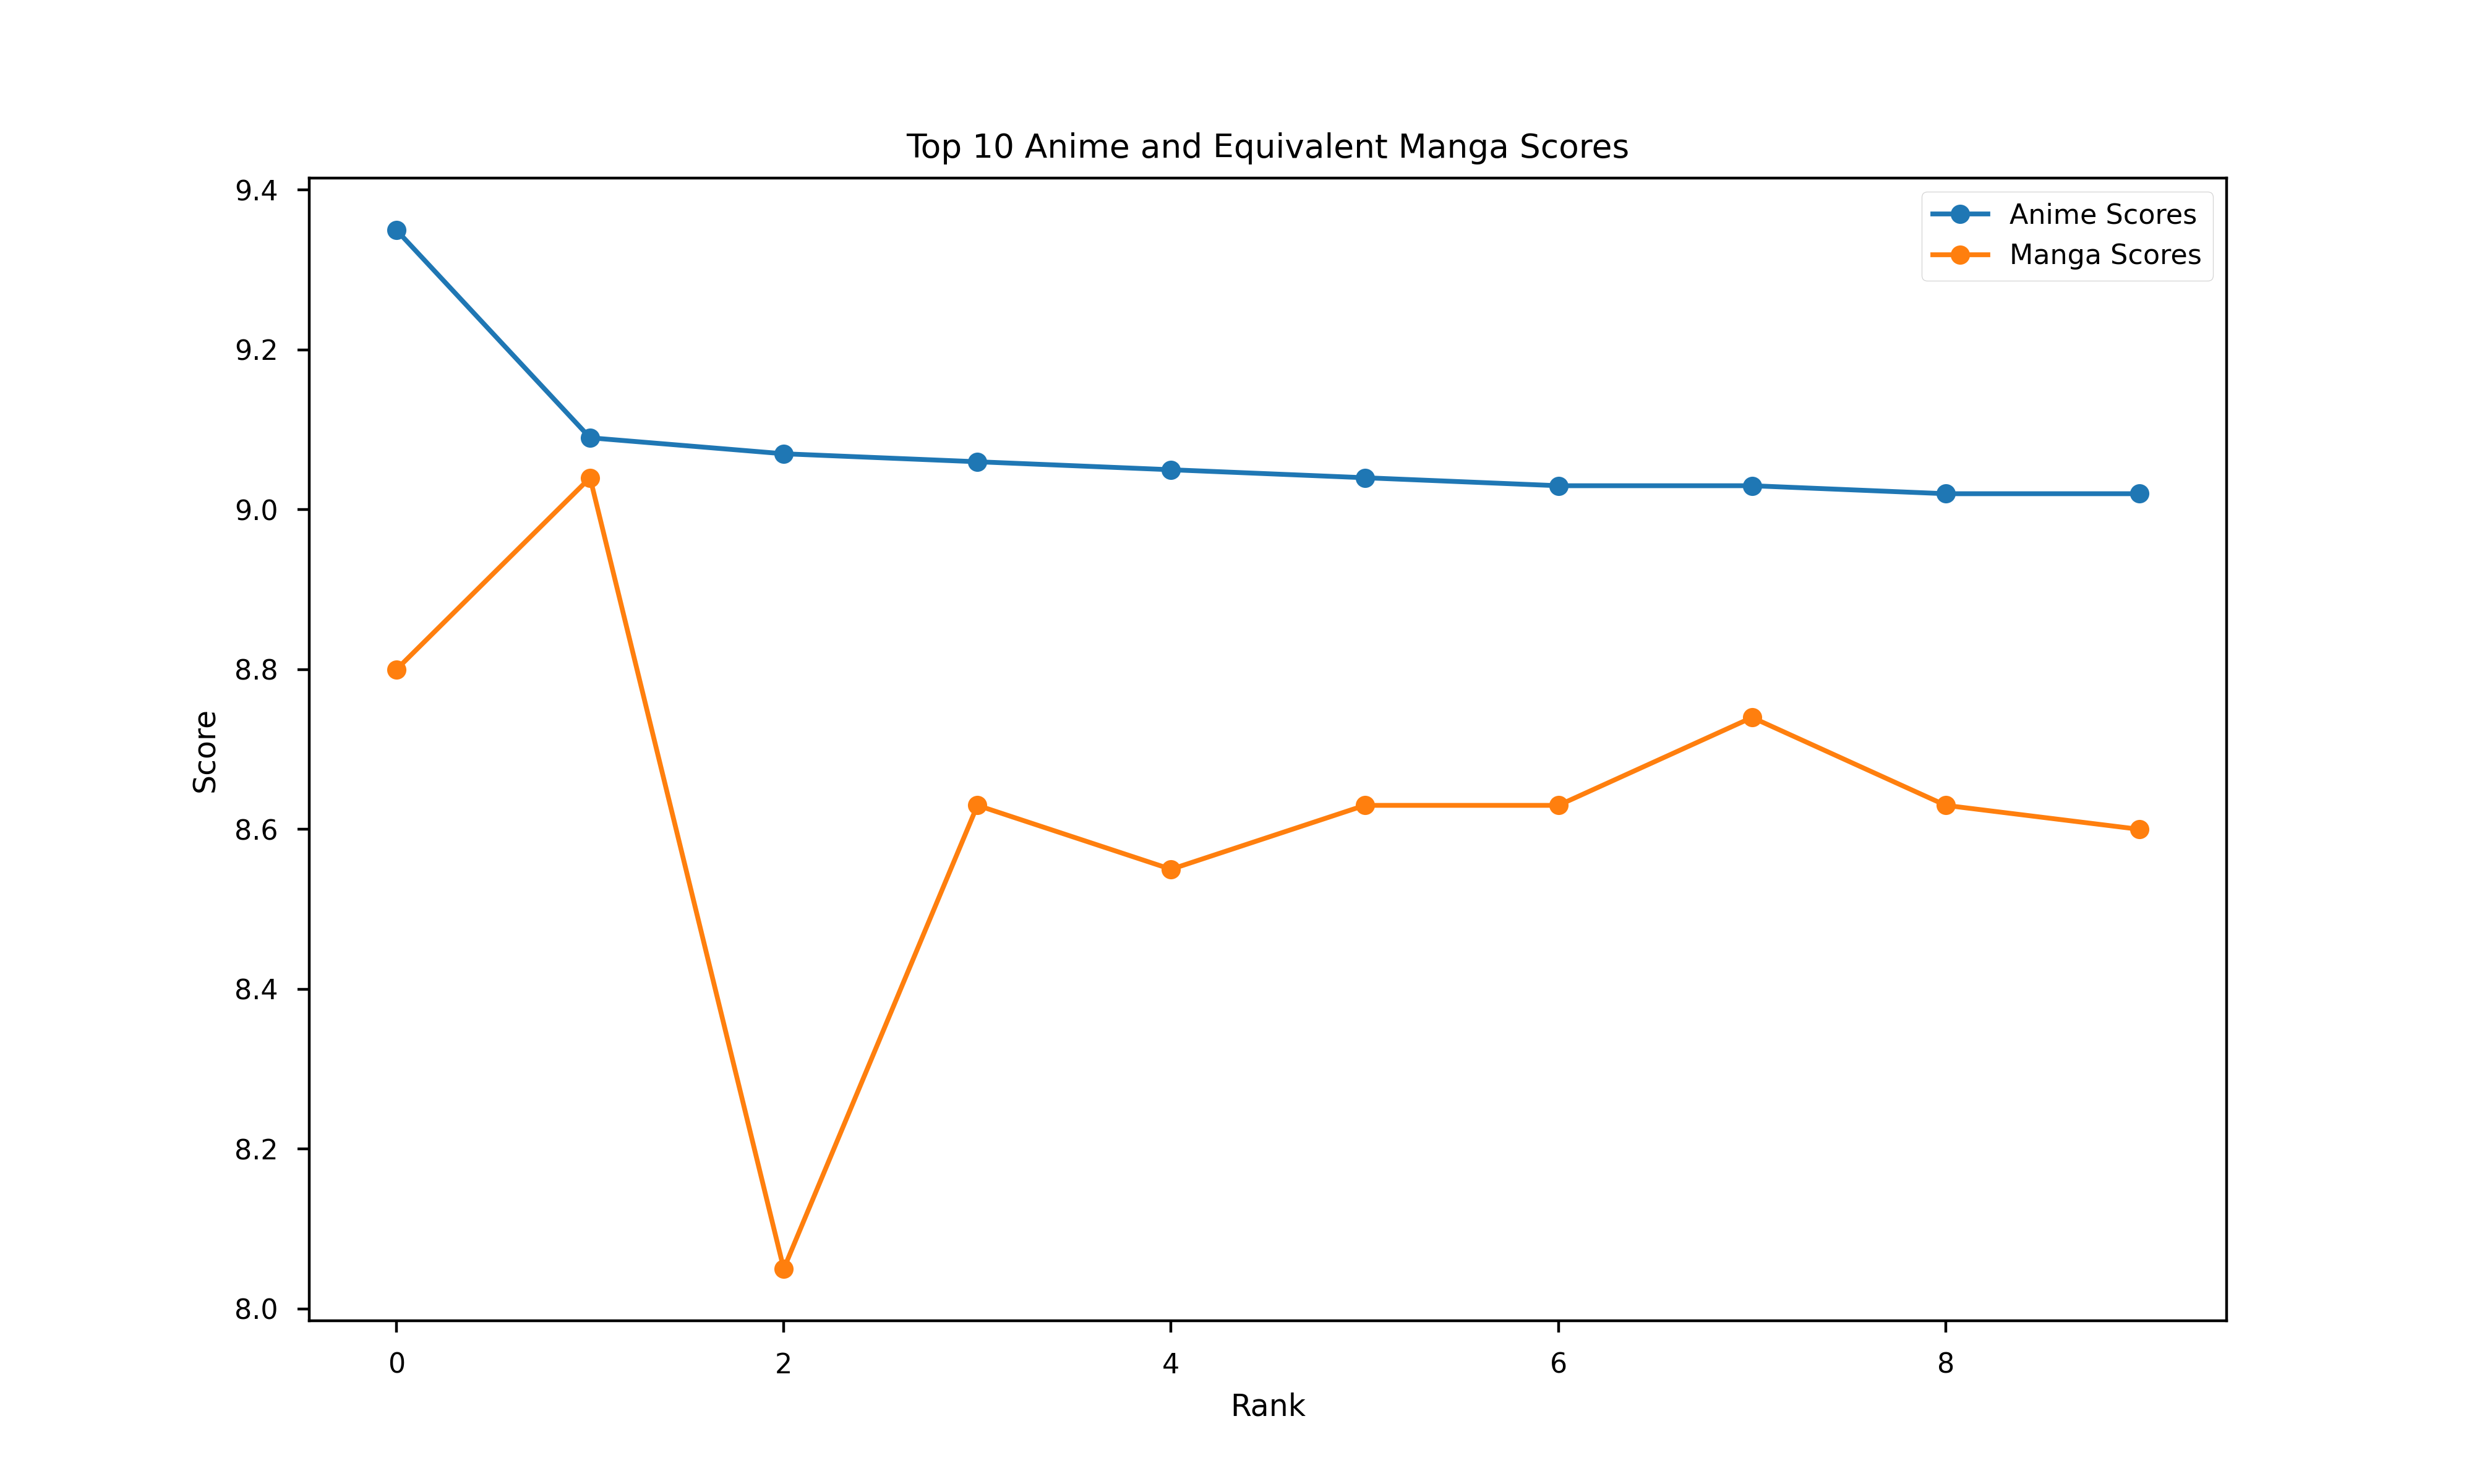 Top 10 Anime and Equivalent Manga Scores
Anime Scores
Manga Scores
9.4
9.2
9.0
8.8
8.6
8.4
8.2
8.0
Score
0 2 4 6 8
Rank